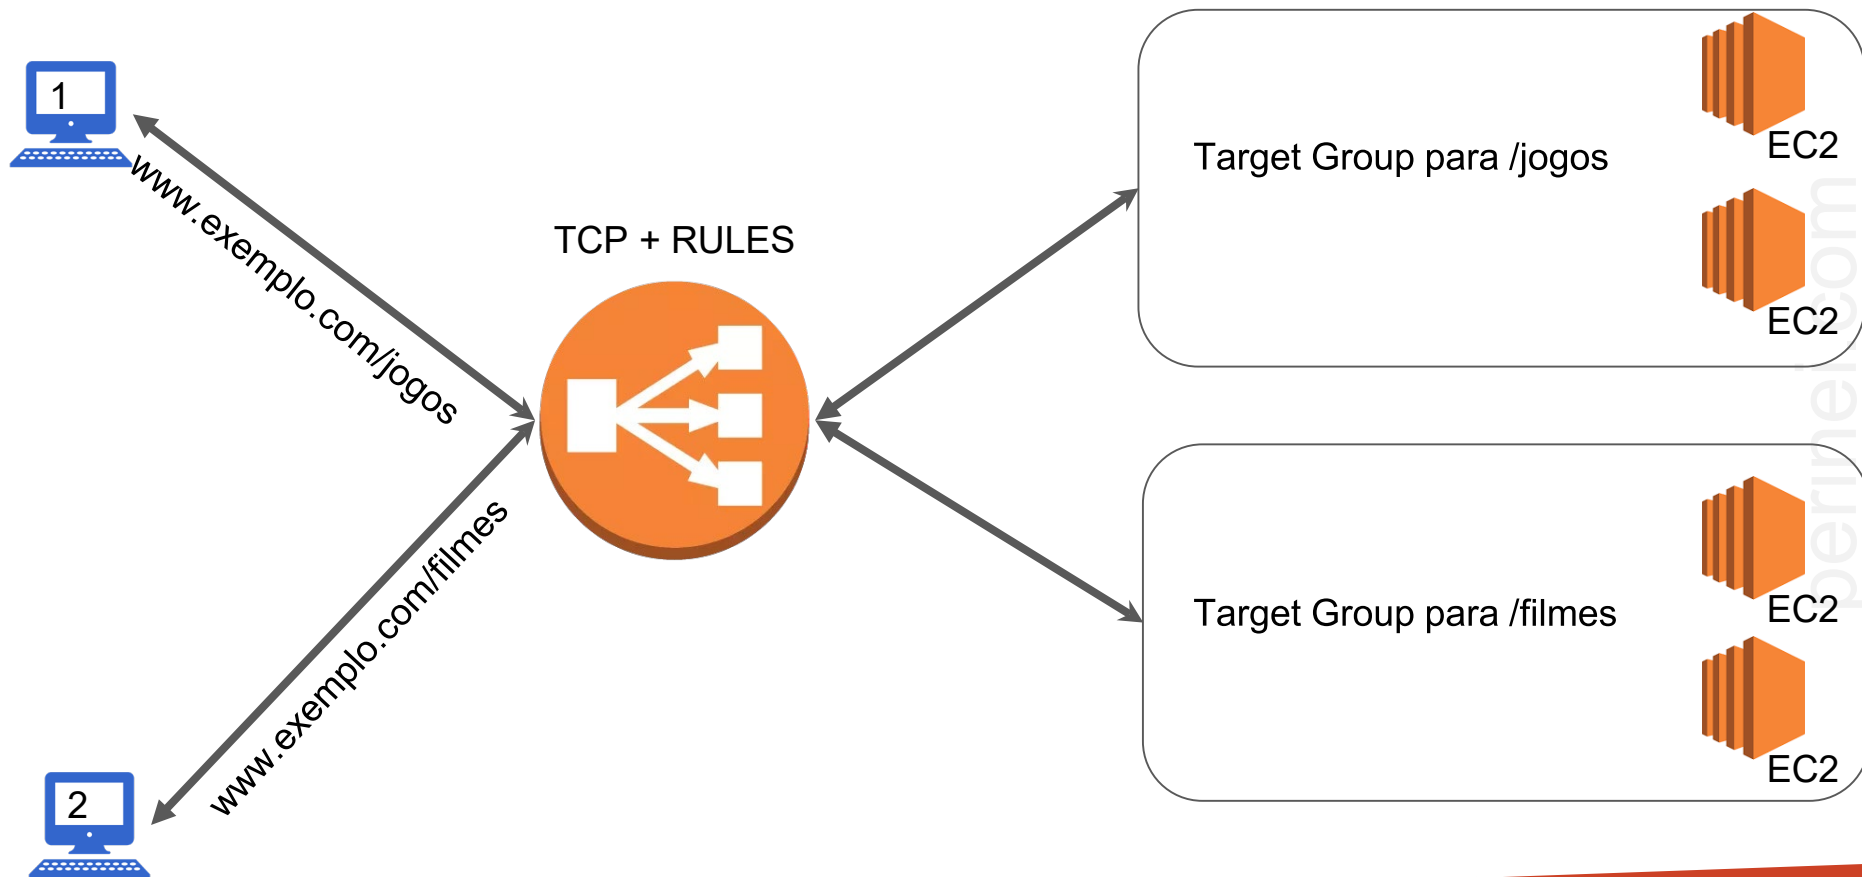 1
www.exemplo.com/jogos
TCP + RULES
Target Group para /jogos
EC2
EC2
www.exemplo.com/filmes
Target Group para /filmes
EC2
EC2
2